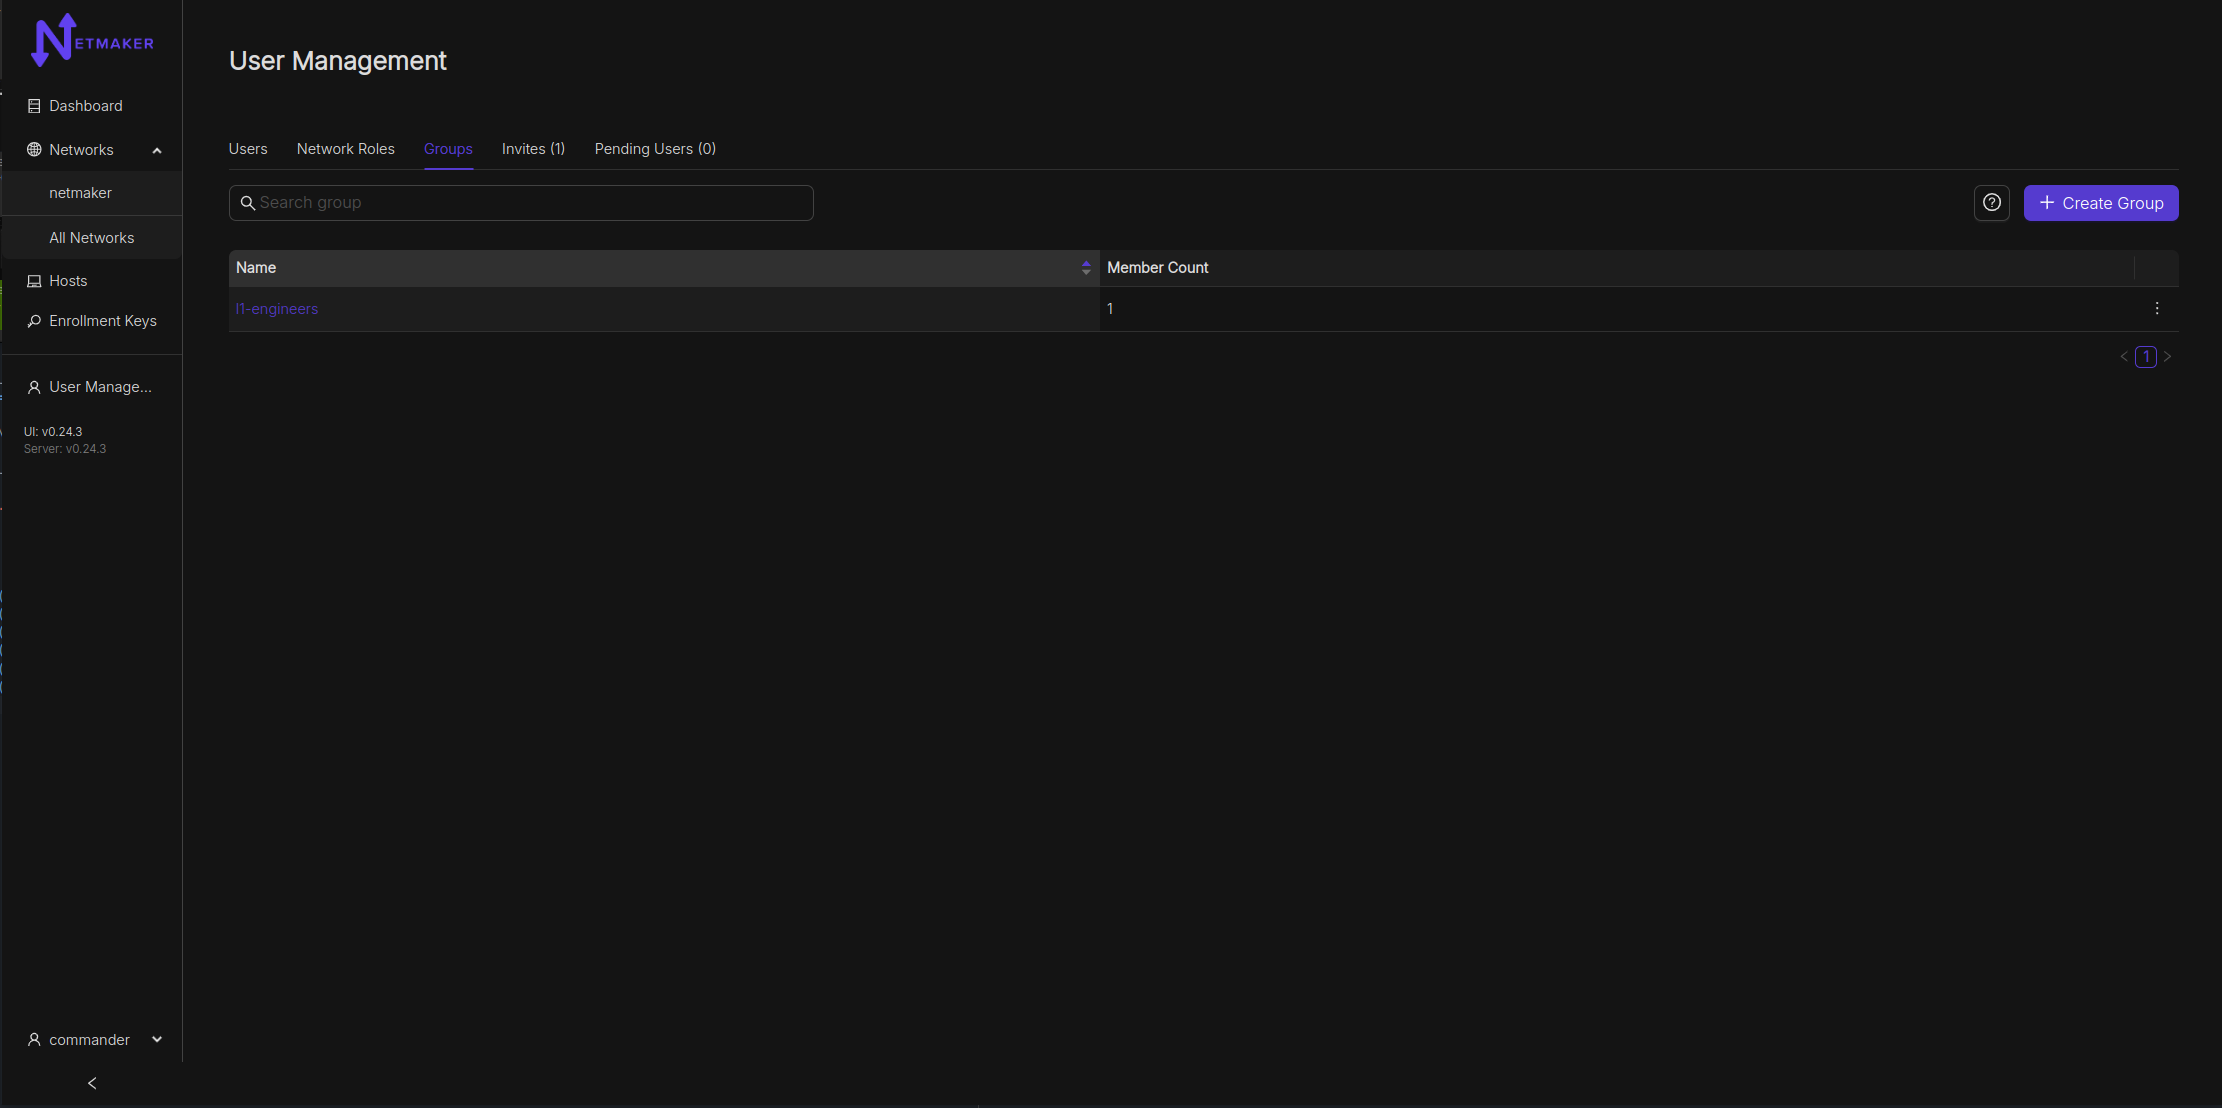 NETMAKER
Dashboard
Networks
netmaker
All Networks
Hosts
Enrollment Keys
User Manage...
UI: v0.24.3
Server: v0.24.3
commander
User Management
Users Network Roles Groups Invites (1) Pending Users (0)
Search group
Create Group
Name Member Count
l1-engineers 1
1